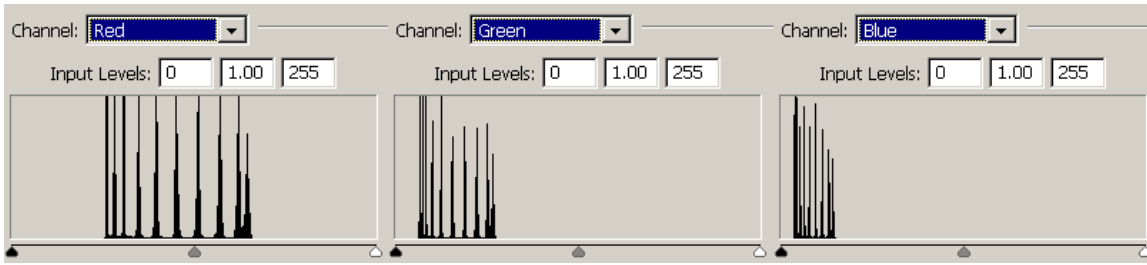 Channel: Red
Input Levels: 0 1.00 255
Channel: Green
Input Levels: 0 1.00 255
Channel: Blue
Input Levels: 0 1.00 255